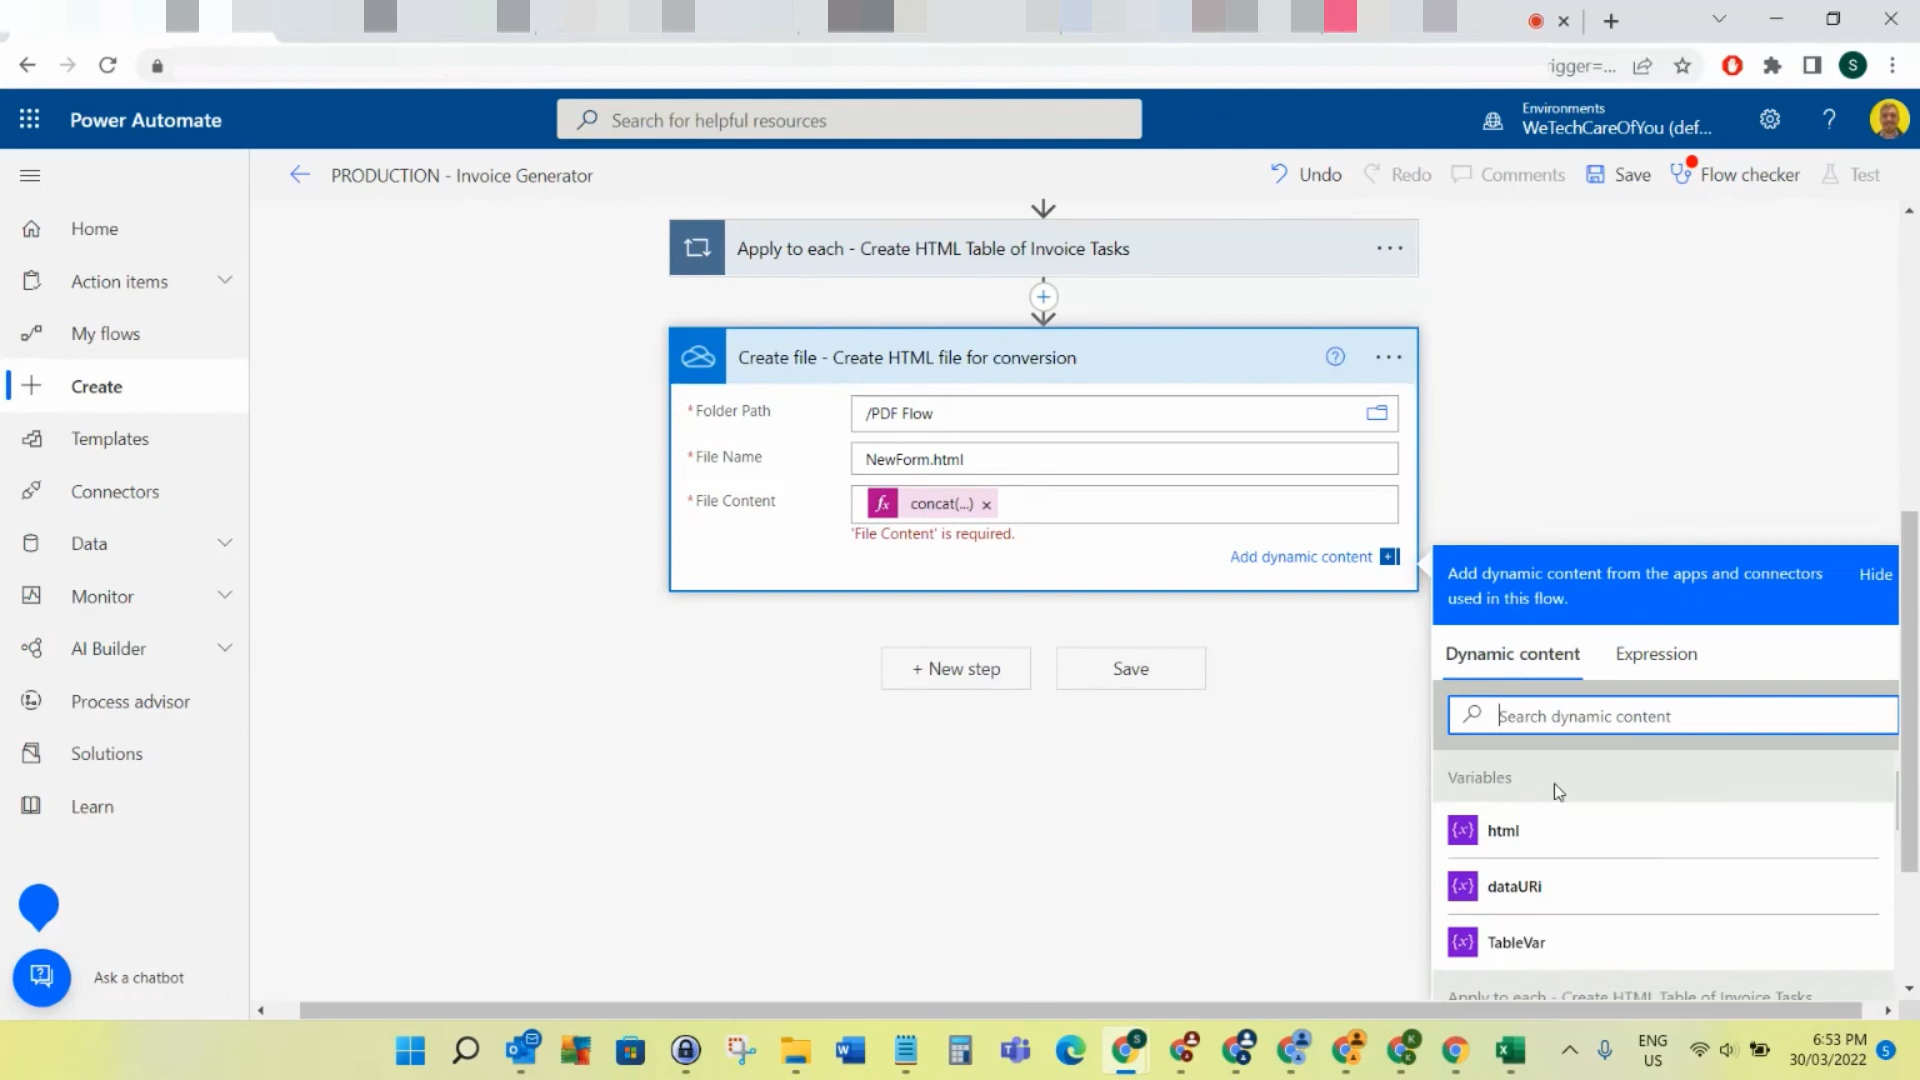 rigger=...
S
Power Automate
Search for helpful resources
Environments
WeTechCareOfYou (def...
PRODUCTION - Invoice Generator
Undo
Redo
Comments
Save
Flow checker
Test
Home
Action items
My flows
Create
Templates
Connectors
Data
Monitor
AI Builder
Process advisor
Solutions
Learn
Ask a chatbot
Apply to each - Create HTML Table of Invoice Tasks
Create file - Create HTML file for conversion
*Folder Path
/PDF Flow
*File Name
NewForm.html
*File Content
fx concat(...) ×
'File Content' is required.
Add dynamic content
+ New step
Save
Add dynamic content from the apps and connectors used in this flow.
Hide
Dynamic content
Expression
Search dynamic content
Variables
{x} html
{x} dataURi
{x} TableVar
Apply to each - Create HTML Table of Invoice Tasks
ENG
US
6:53 PM
30/03/2022
5